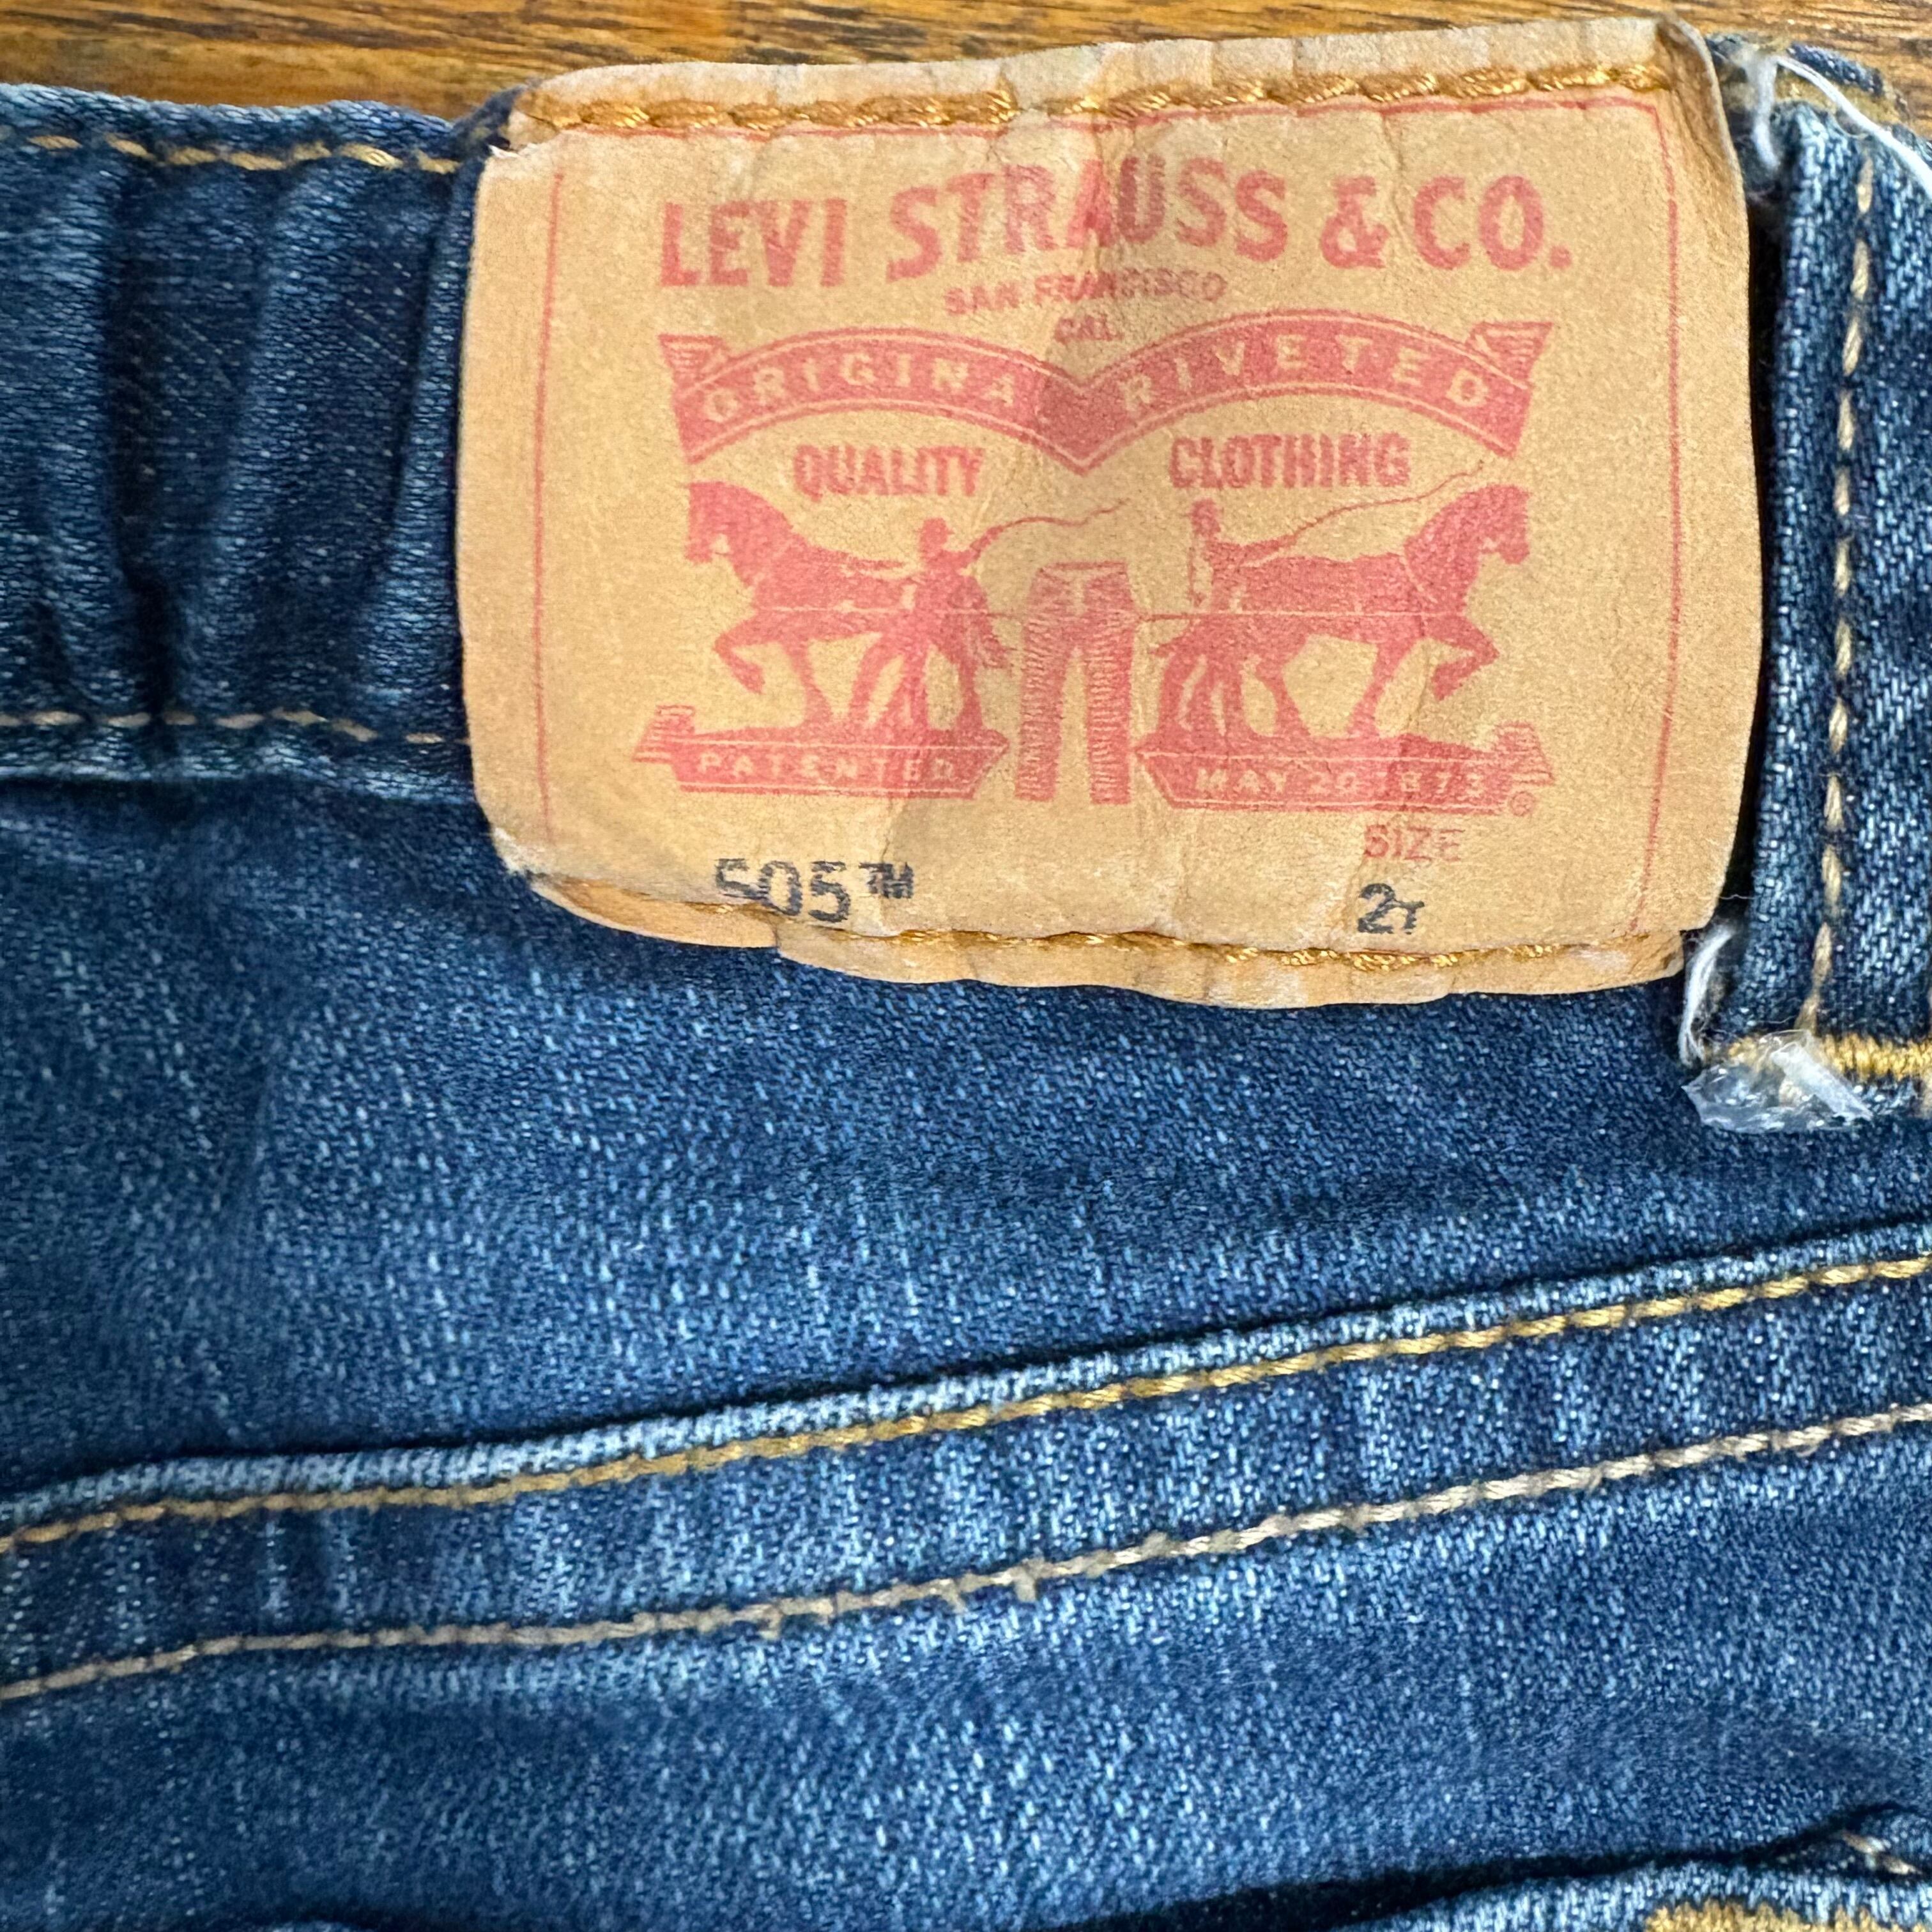 LEVI STRAUSS & CO.
SAN FRANCISCO
CAL.
ORIGINAL RIVETED
QUALITY CLOTHING
PATENTED MAY 20 1873 ®
SIZE
505™ 2T